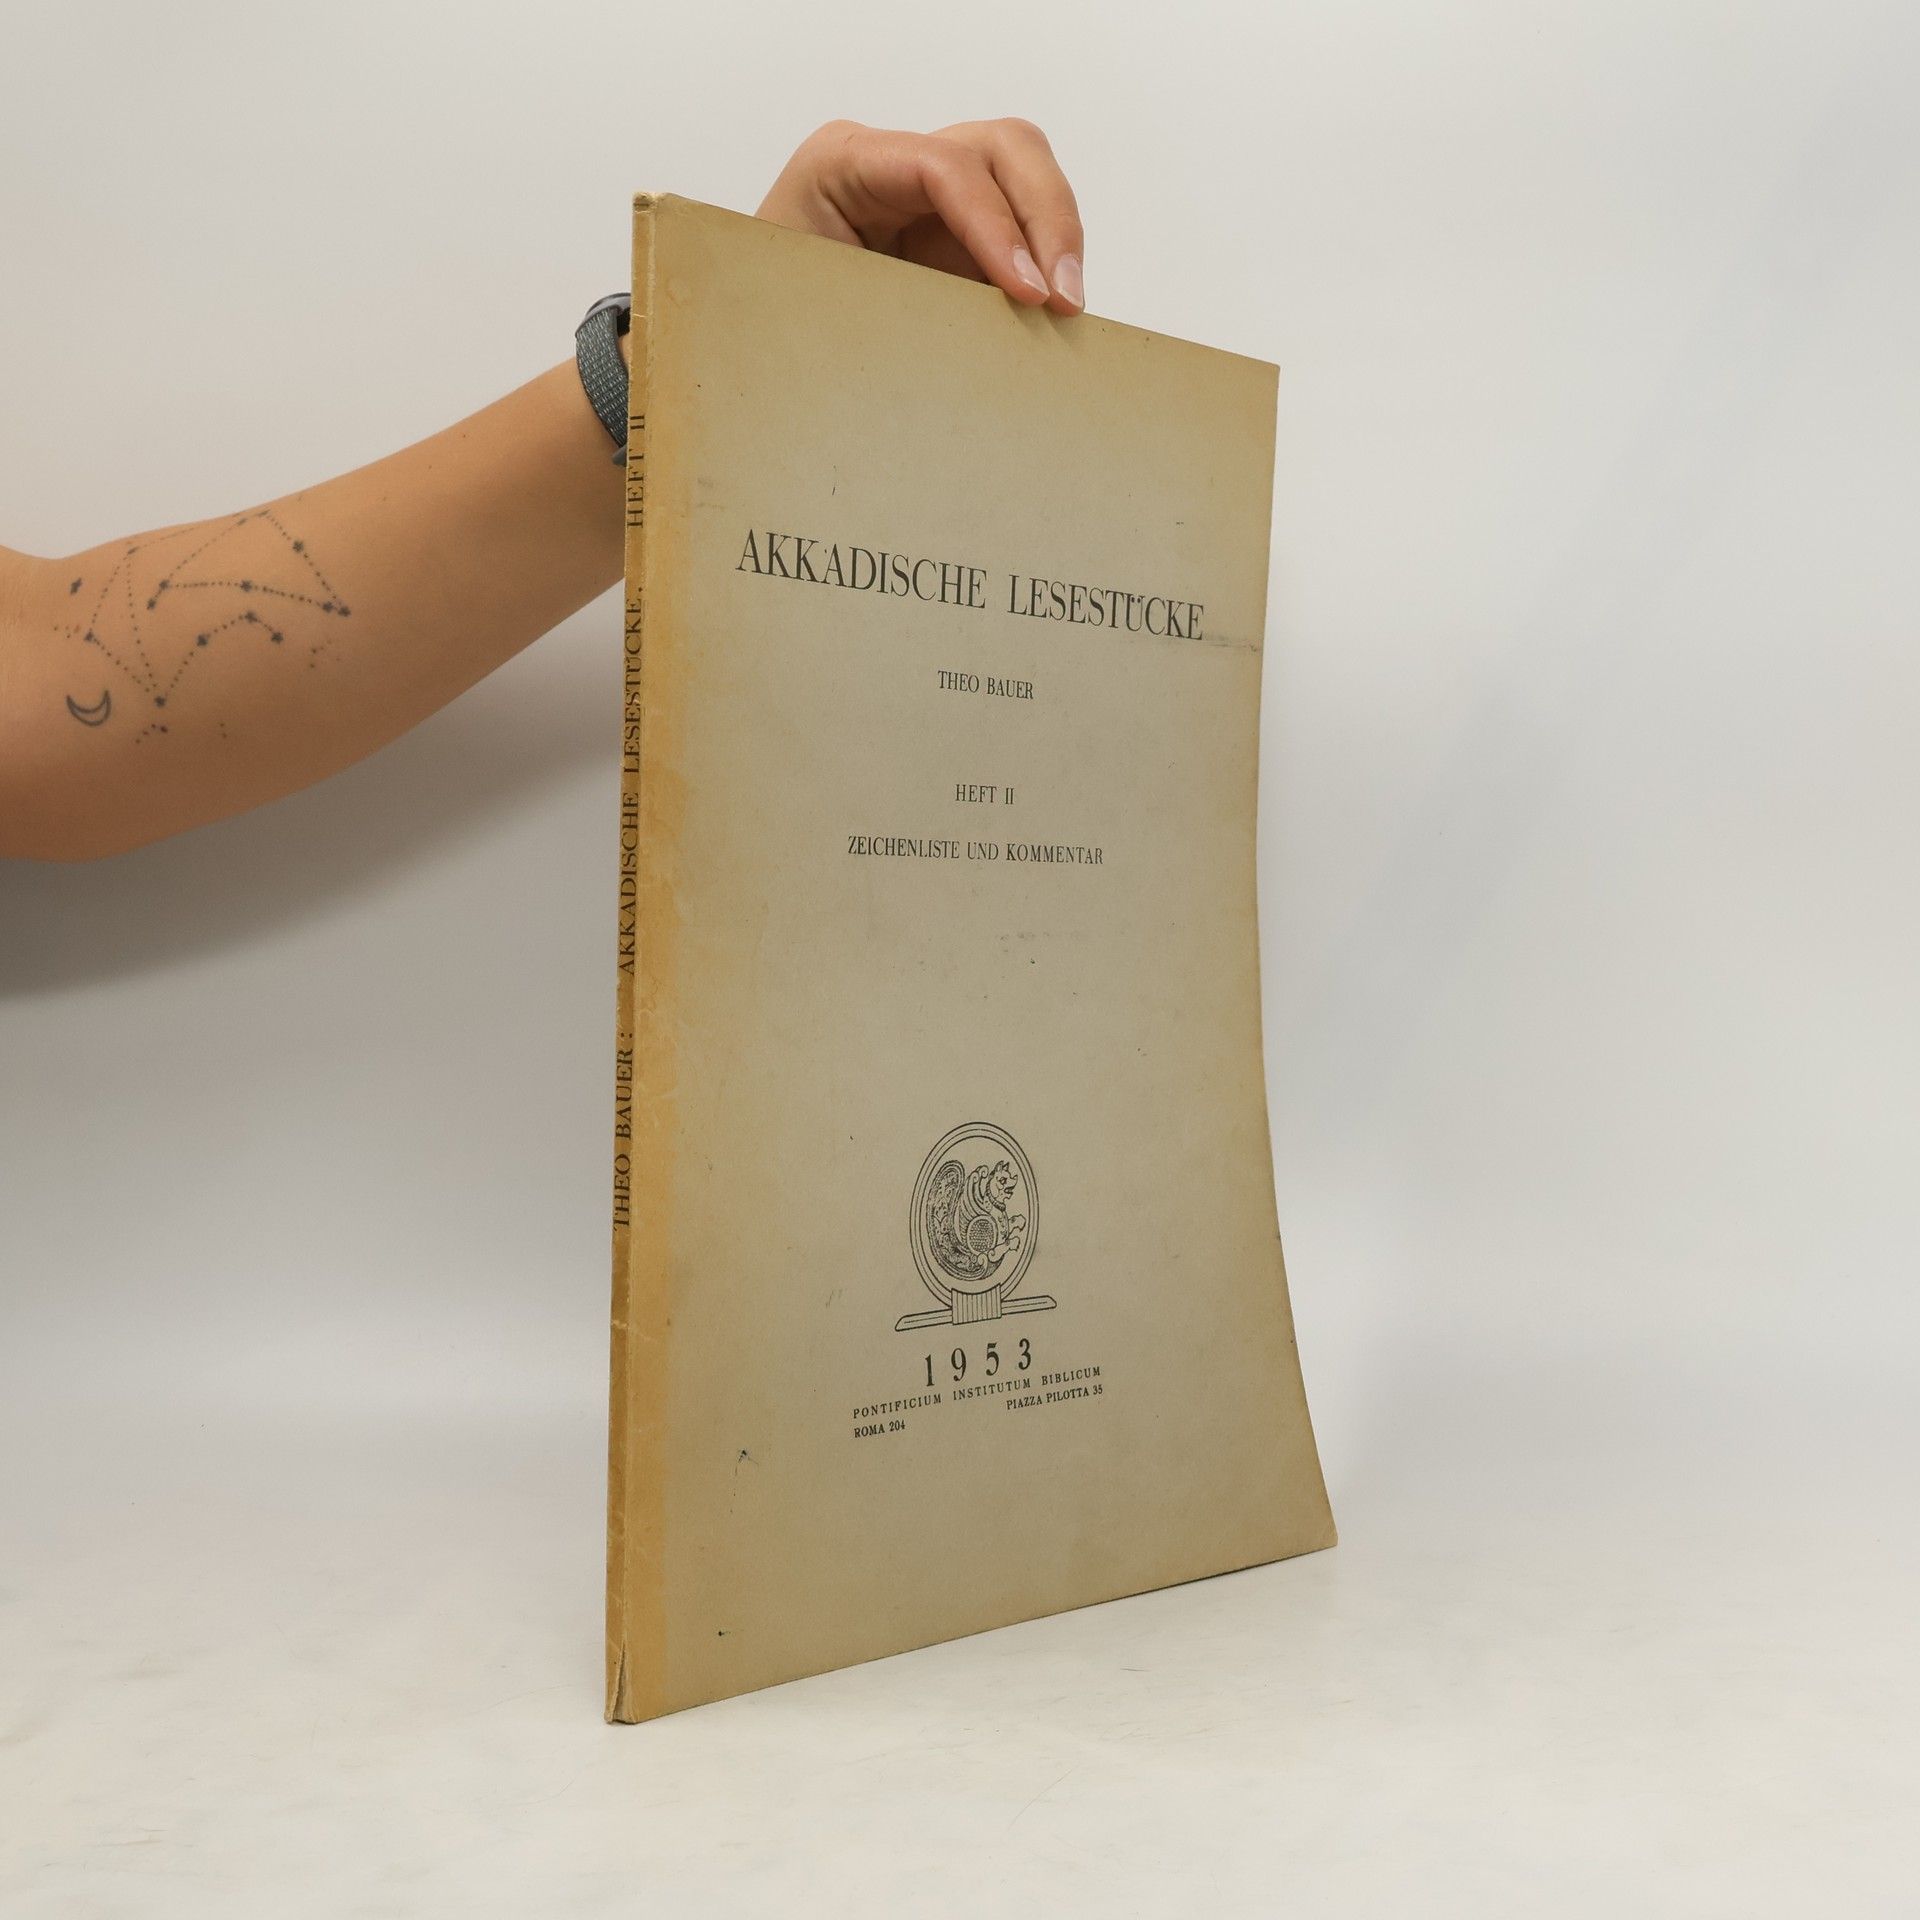 THEO BAUER: AKKADISCHE LESESTÜCKE. HEFT II
AKKADISCHE LESESTÜCKE
THEO BAUER
HEFT II
ZEICHENLISTE UND KOMMENTAR
1953
PONTIFICIUM INSTITUTUM BIBLICUM
ROMA 204 PIAZZA PILOTTA 35